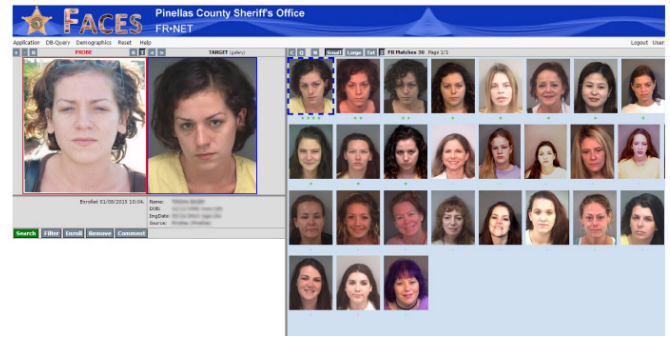 FACES
Pinellas County Sheriff's Office
FR•NET
Application DB-Query Demographics Reset Help
Logout User
PROBE
TARGET (gallery)
C Q M Small Large Txt FR Matches 30 Page 1/1
Enrolled 01/08/2015 10:04.
Name:
DOB:
ImgDate:
Source:
Search Filter Enroll Remove Comment